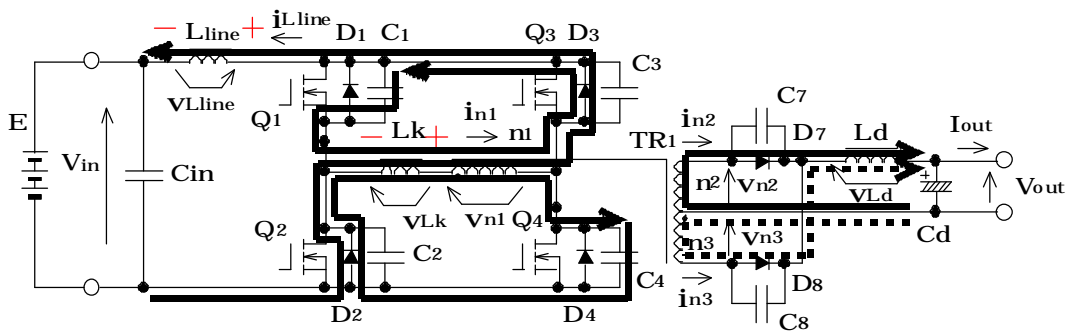 − Lline + iLline D1 C1 Q3 D3
C3
vLline
Q1
E
Vin
Cin
− Lk + in1 n1
TR1 in2
C7
D7 Ld Iout
n2 vn2
vLk vn1
vLd
+
Vout
Q2 Q4
C2
n3 vn3
Cd
C4
in3
D8
D2 D4
C8